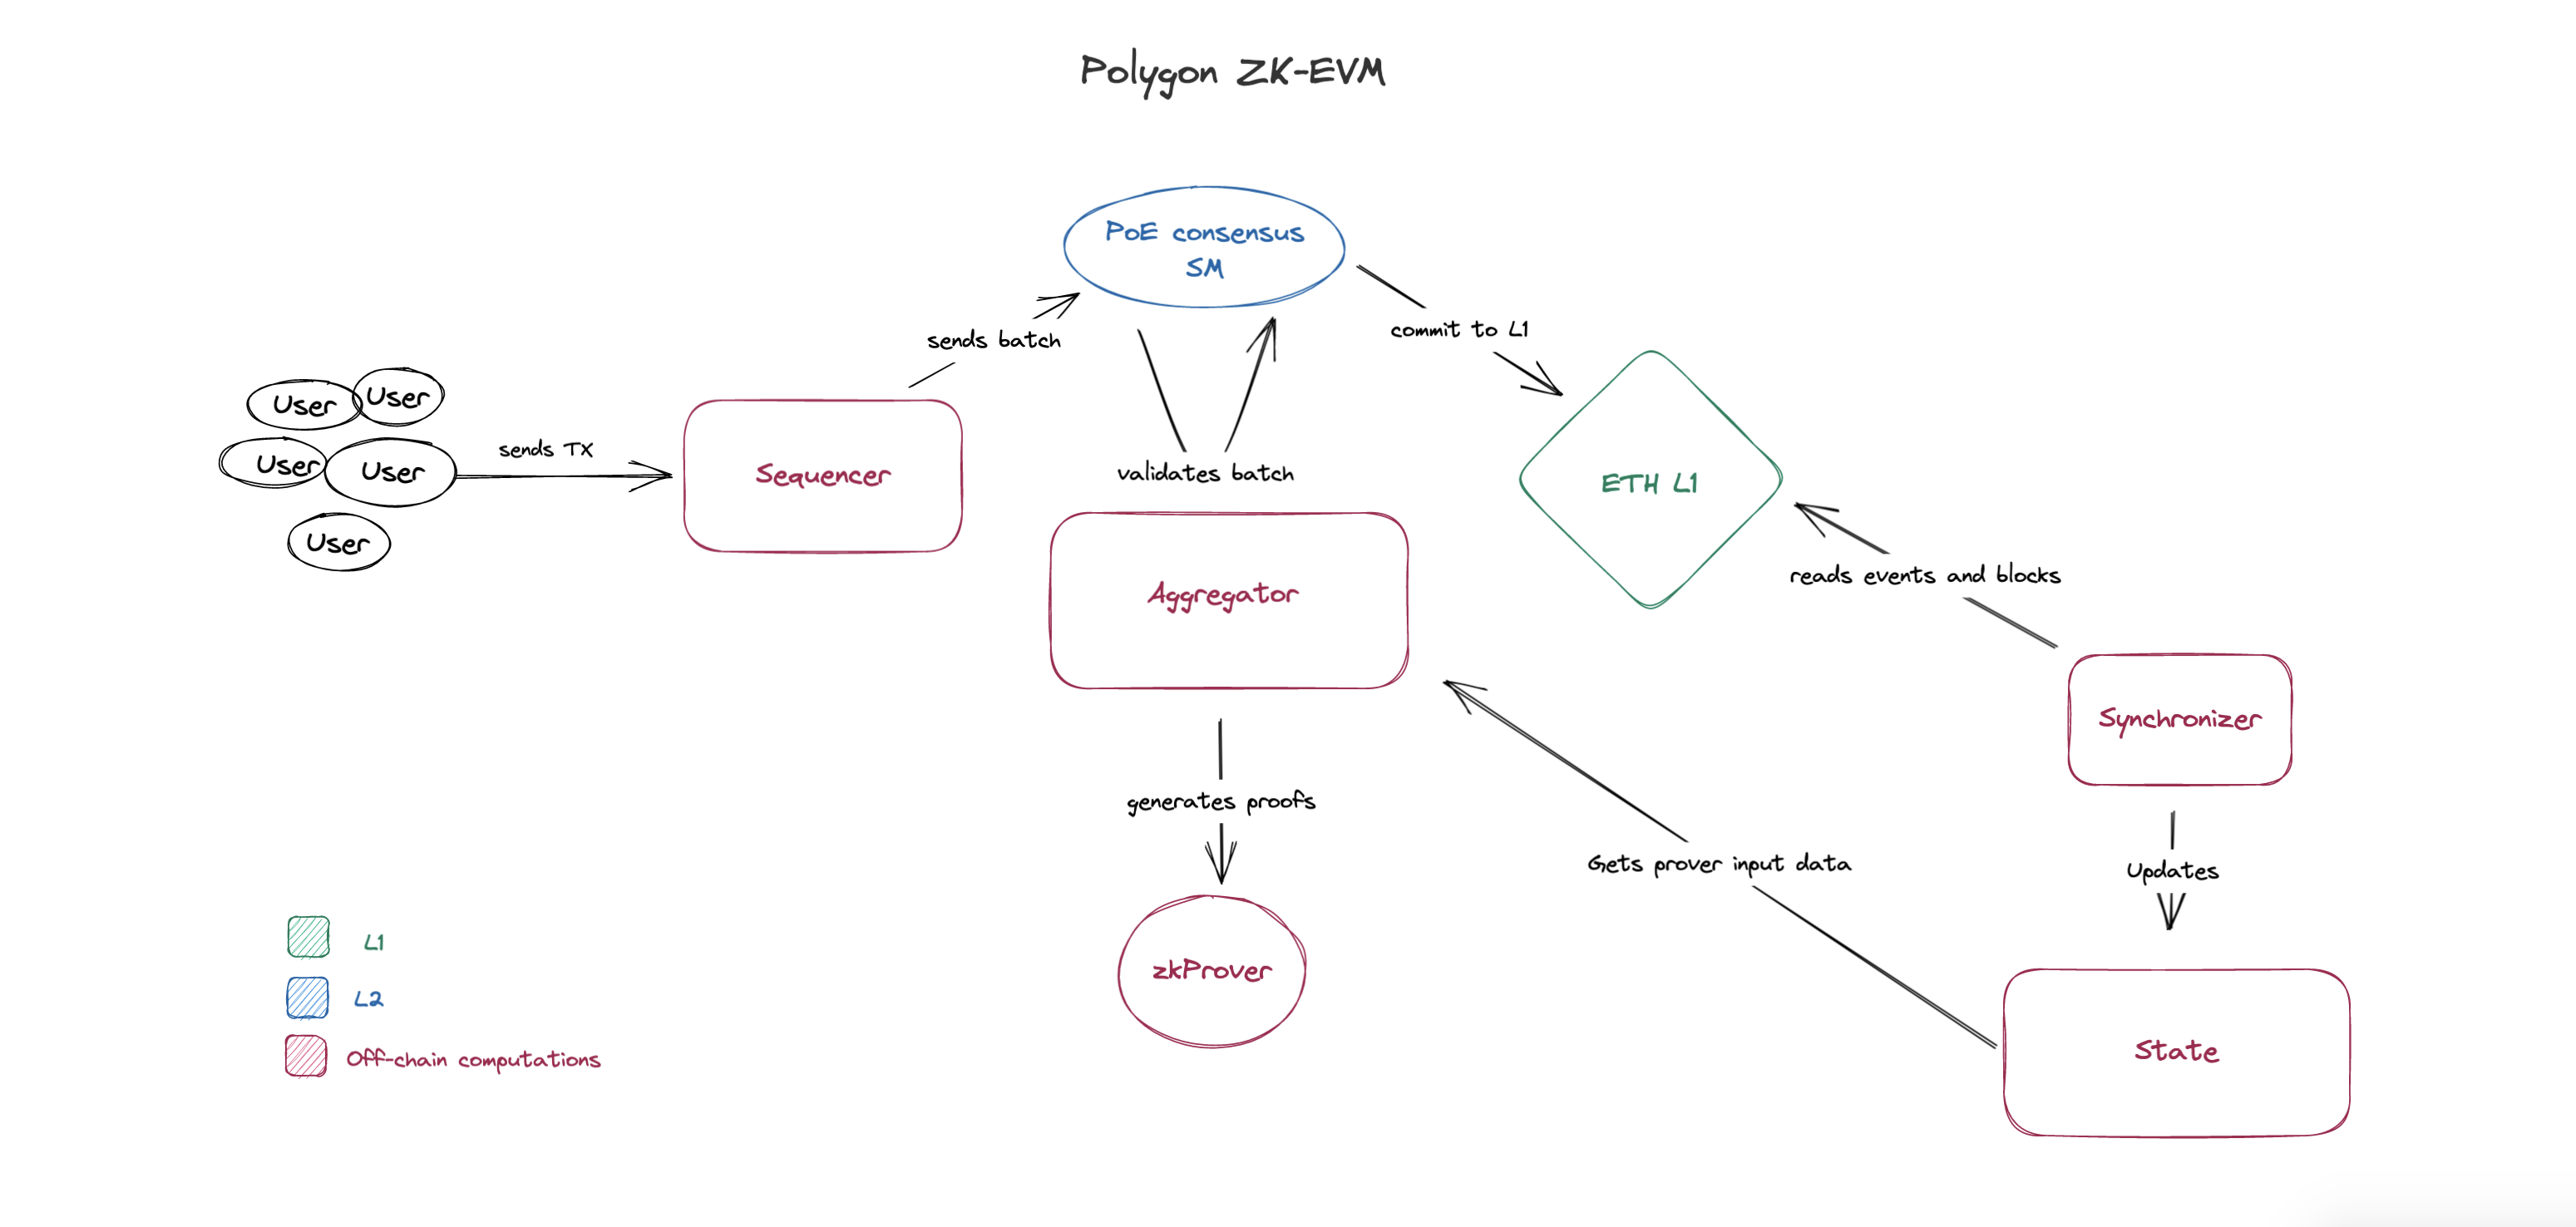 Polygon ZK-EVM
PoE consensus
SM
sends batch
commit to L1
User
User
sends TX
User
User
Sequencer
validates batch
ETH L1
User
Aggregator
reads events and blocks
Synchronizer
generates proofs
Gets prover input data
Updates
L1
zkProver
L2
State
Off-chain computations